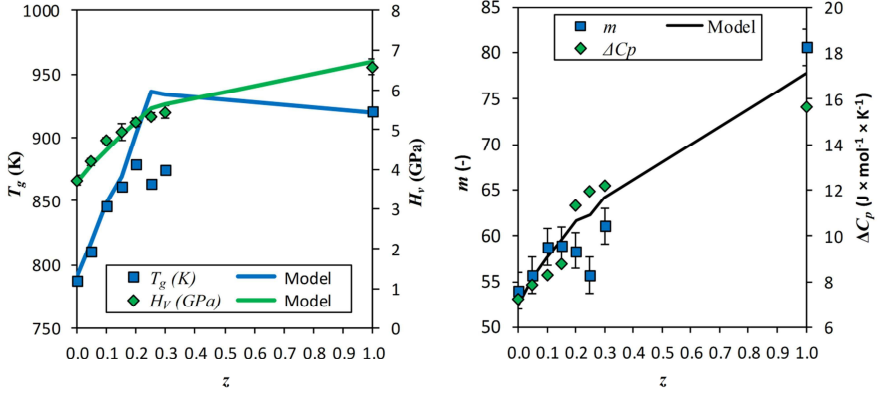 1000
950
900
850
800
750
T_g (K)
8
7
6
5
4
3
2
1
0
H_v (GPa)
T_g (K) Model
H_V (GPa) Model
0.0 0.1 0.2 0.3 0.4 0.5 0.6 0.7 0.8 0.9 1.0
z
85
80
75
70
65
60
55
50
m (-)
20
18
16
14
12
10
8
6
ΔCp (J × mol⁻¹ × K⁻¹)
m Model
ΔCp
0.0 0.1 0.2 0.3 0.4 0.5 0.6 0.7 0.8 0.9 1.0
z